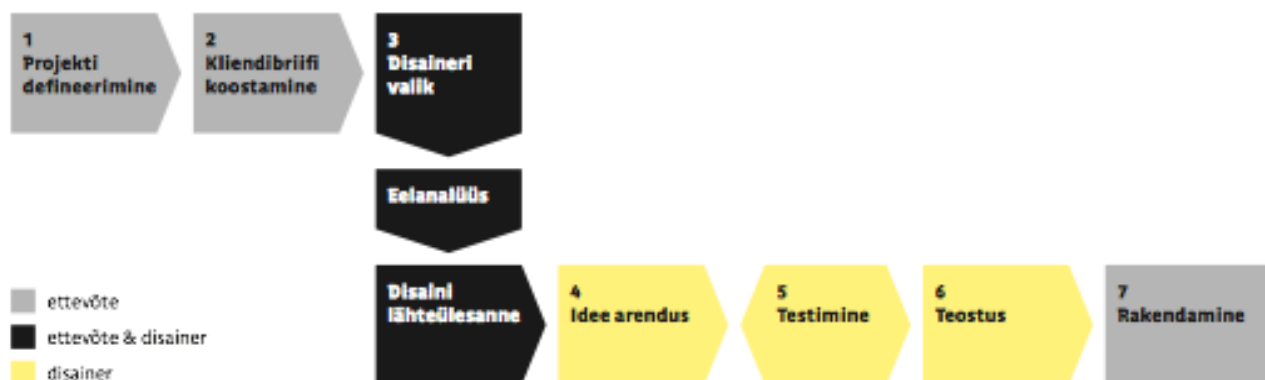 1
Projekti
defineerimine
2
Kliendibriifi
koostamine
3
Disaineri
valik
Eelanalüüs
Disaini
lähteülesanne
4
Idee arendus
5
Testimine
6
Teostus
7
Rakendamine
ettevõte
ettevõte & disainer
disainer